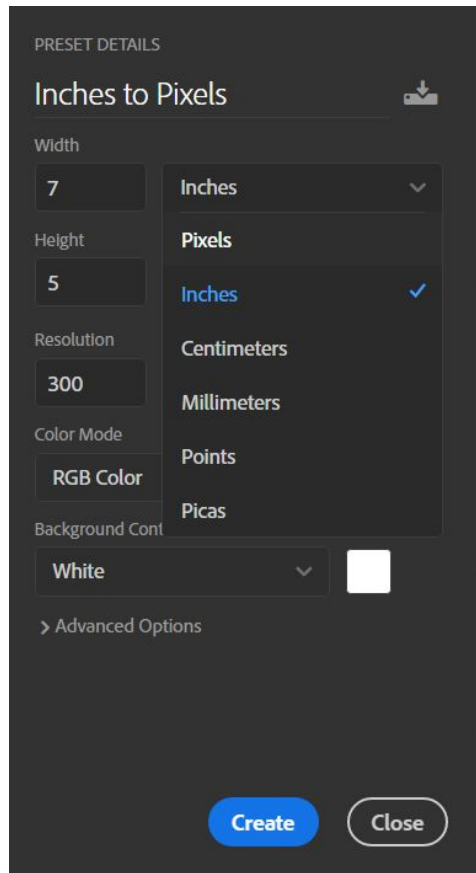 PRESET DETAILS
Inches to Pixels
Width
7 Inches
Pixels
Height
5
Inches
Resolution
Centimeters
300
Millimeters
Color Mode
Points
RGB Color
Picas
Background Cont
White
Advanced Options
Create Close